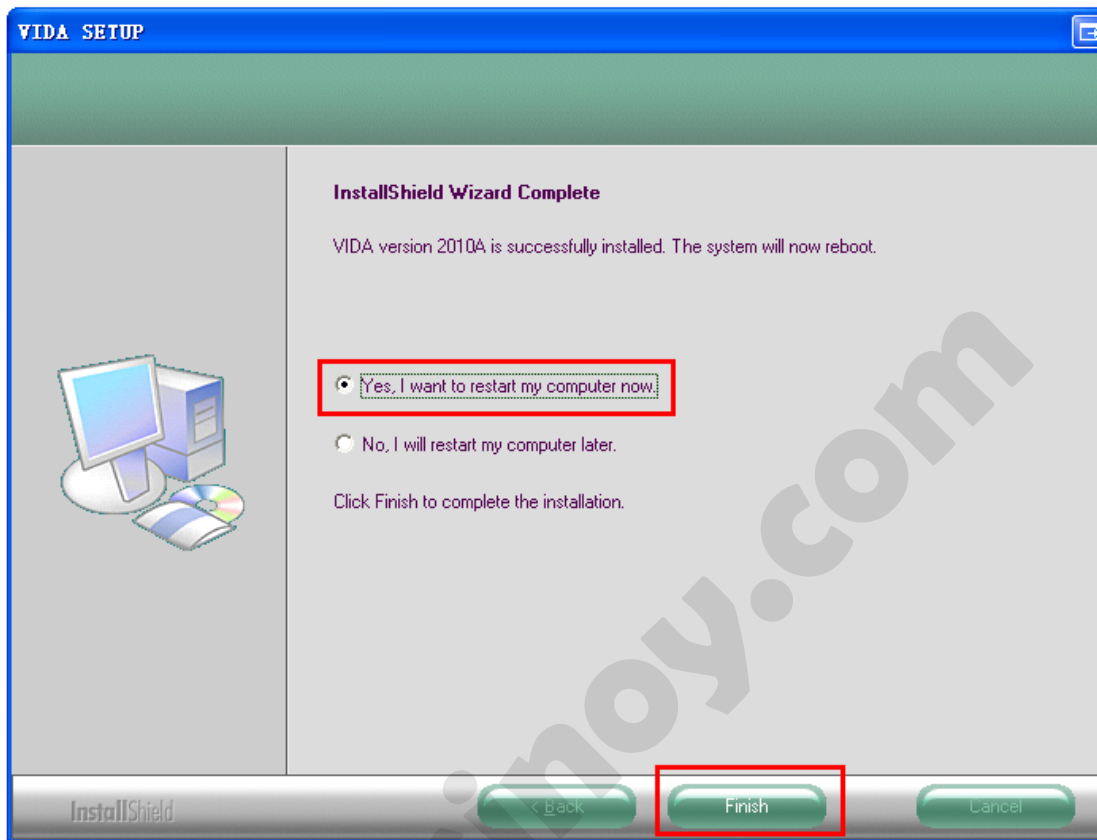 VIDA SETUP
InstallShield Wizard Complete
VIDA version 2010A is successfully installed. The system will now reboot.
Yes, I want to restart my computer now.
No, I will restart my computer later.
Click Finish to complete the installation.
InstallShield
< Back
Finish
Cancel
inoy.com